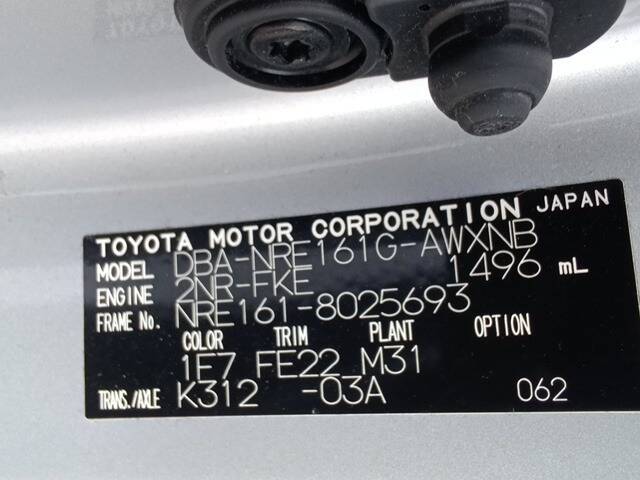 TOYOTA MOTOR CORPORATION JAPAN
MODEL DBA-NRE161G-AWXNB
ENGINE 2NR-FKE 1496 mL
FRAME No. NRE161-8025693
COLOR TRIM PLANT OPTION
1E7 FE22 M31
TRANS./AXLE K312 -03A 062